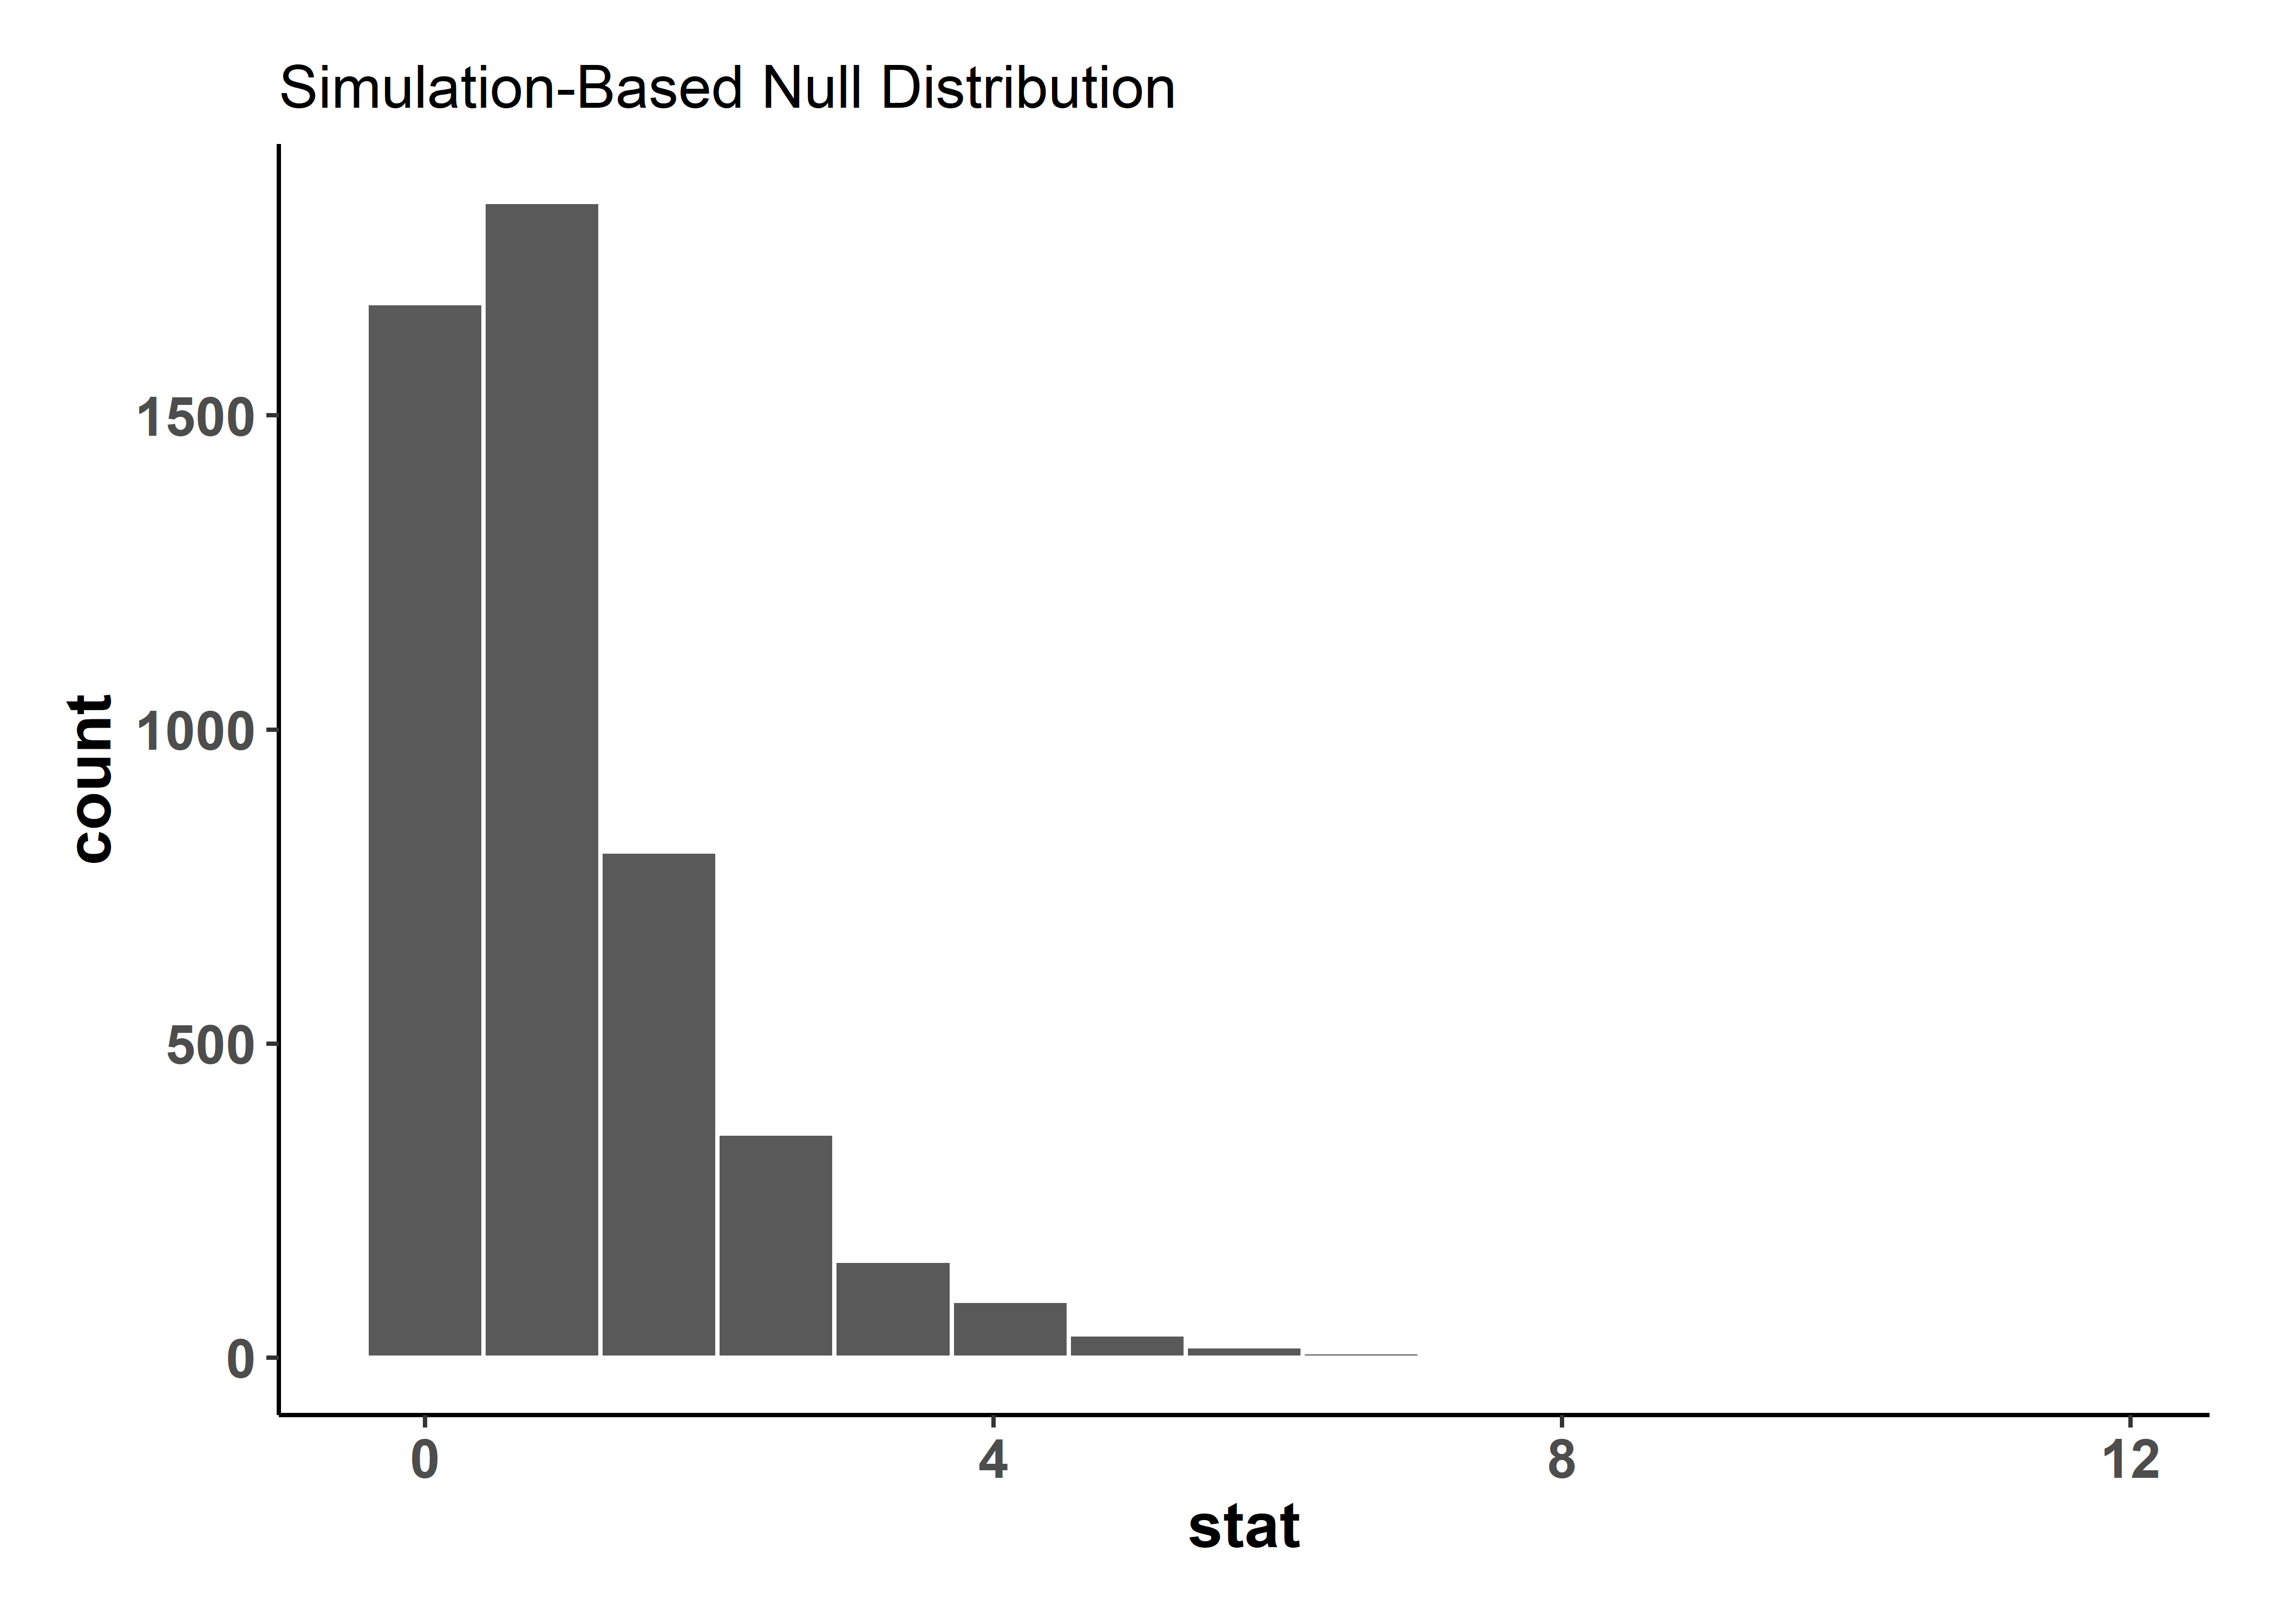 Simulation-Based Null Distribution
count
1500
1000
500
0
0 4 8 12
stat